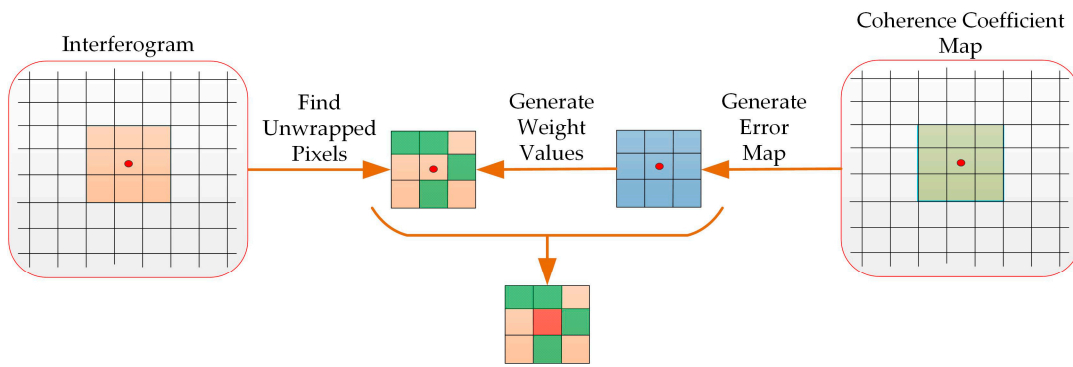 Interferogram
Find
Unwrapped
Pixels
Generate
Weight
Values
Generate
Error
Map
Coherence Coefficient
Map